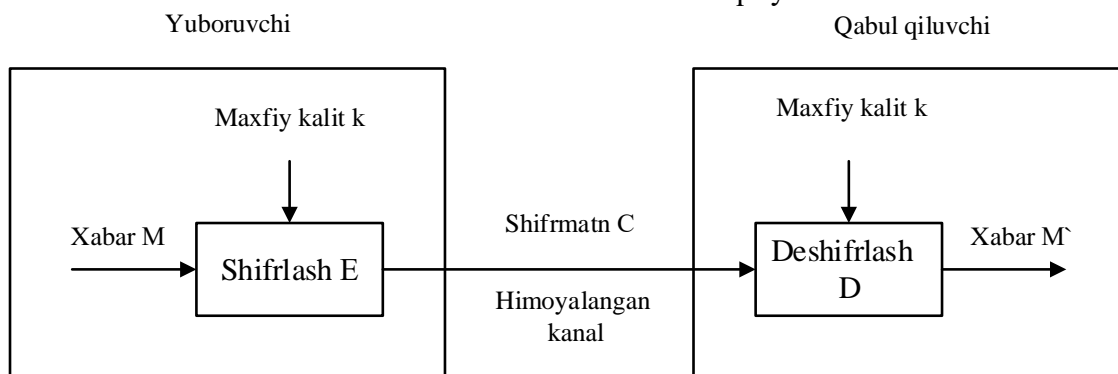 Yuboruvchi
Qabul qiluvchi
Maxfiy kalit k
Maxfiy kalit k
Xabar M
Shifrlash E
Shifrmatn C
Himoyalangan
kanal
Deshifrlash
D
Xabar M`